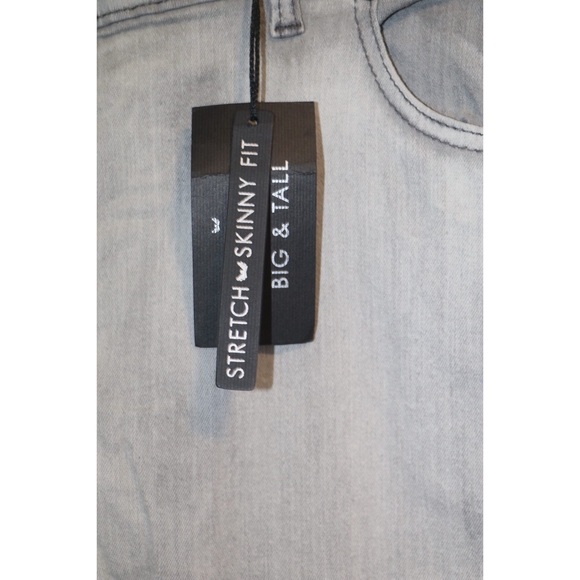 STRETCH SKINNY FIT
BIG & TALL